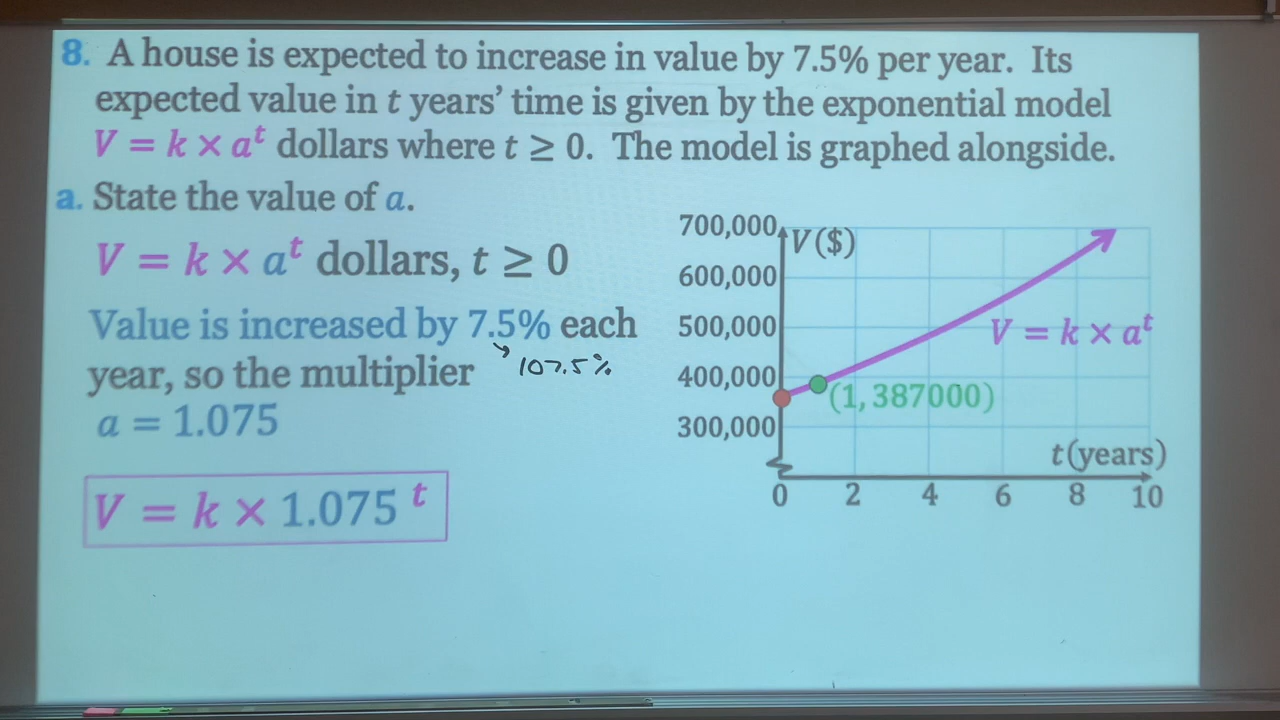 8. A house is expected to increase in value by 7.5% per year. Its
expected value in t years' time is given by the exponential model
V = k × a^t dollars where t ≥ 0. The model is graphed alongside.
a. State the value of a.
V = k × a^t dollars, t ≥ 0
Value is increased by 7.5% each
year, so the multiplier
107.5%
a = 1.075
V = k × 1.075^t
700,000
V ($)
600,000
500,000
V = k × a^t
400,000
(1, 387000)
300,000
t(years)
0 2 4 6 8 10